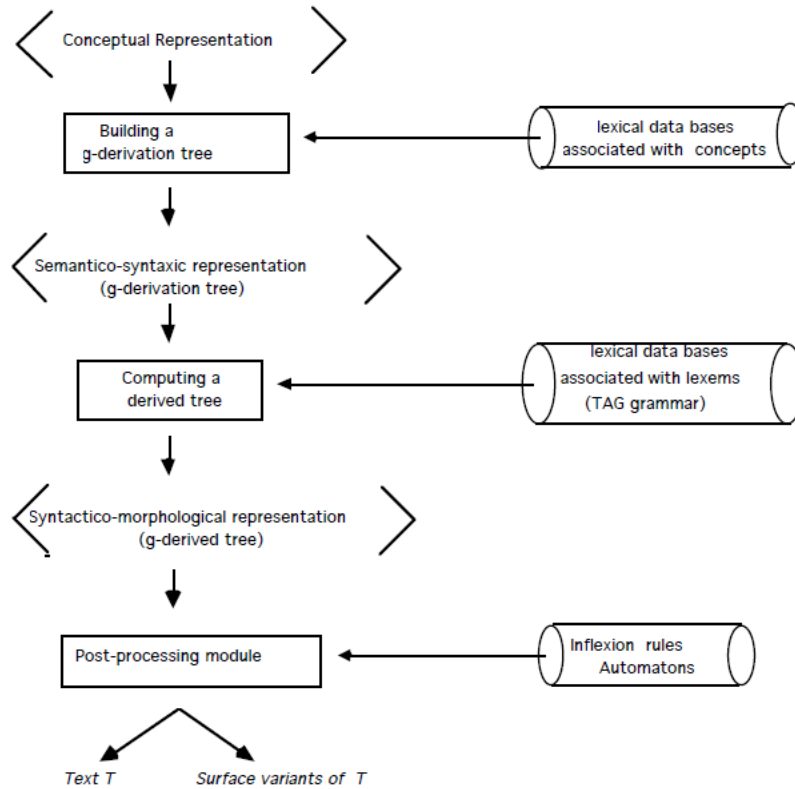 Conceptual Representation
Building a
g-derivation tree
lexical data bases
associated with concepts
Semantico-syntaxic representation
(g-derivation tree)
Computing a
derived tree
lexical data bases
associated with lexems
(TAG grammar)
Syntactico-morphological representation
(g-derived tree)
Post-processing module
Inflexion rules
Automatons
Text T
Surface variants of T